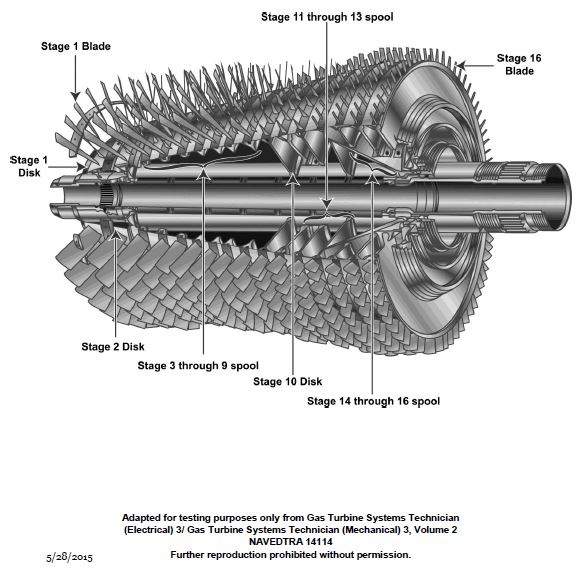 Stage 11 through 13 spool
Stage 1 Blade
Stage 16
Blade
Stage 1
Disk
Stage 2 Disk
Stage 3 through 9 spool
Stage 10 Disk
Stage 14 through 16 spool
Adapted for testing purposes only from Gas Turbine Systems Technician
(Electrical) 3/ Gas Turbine Systems Technician (Mechanical) 3, Volume 2
NAVEDTRA 14114
5/28/2015
Further reproduction prohibited without permission.